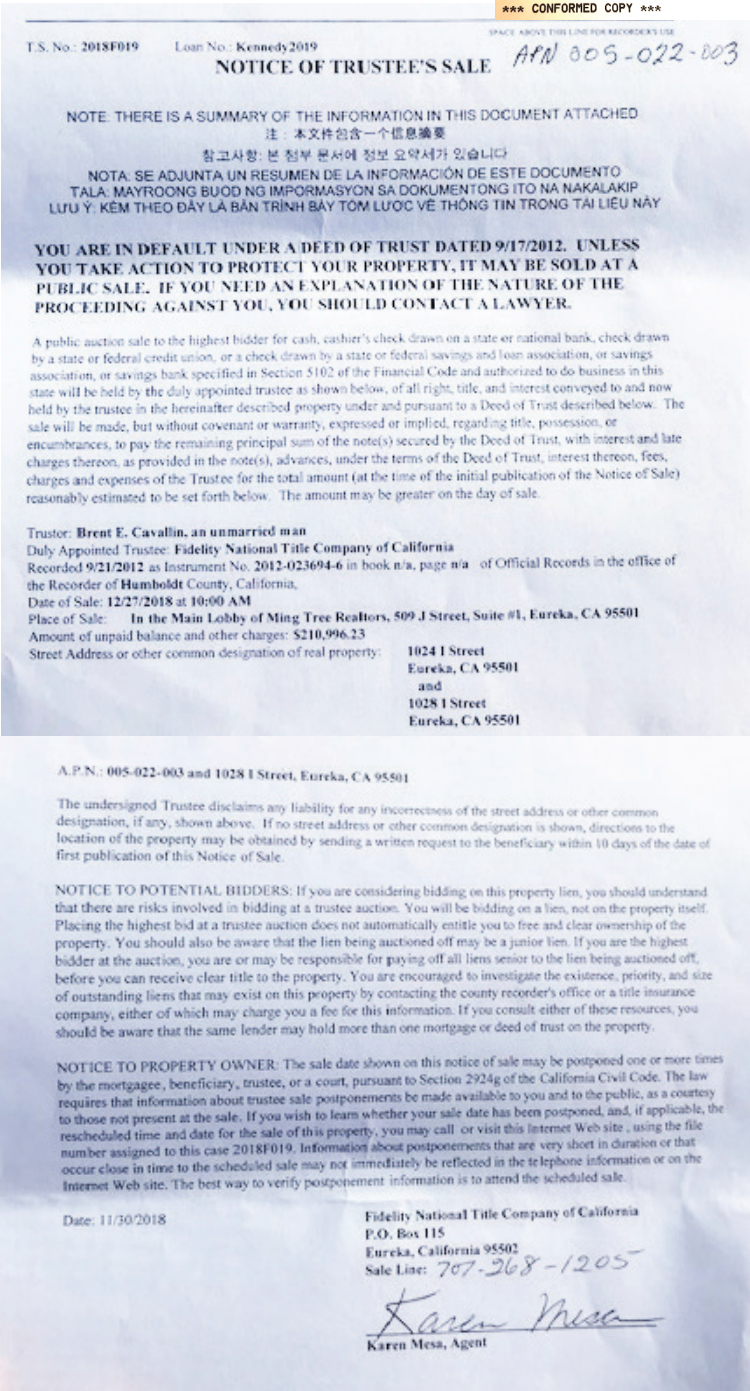 *** CONFORMED COPY ***
SPACE ABOVE THIS LINE FOR RECORDER'S USE
T.S. No.: 2018F019 Loan No.: Kennedy2019
APN 005-022-003
NOTICE OF TRUSTEE'S SALE
NOTE: THERE IS A SUMMARY OF THE INFORMATION IN THIS DOCUMENT ATTACHED
注：本文件包含一个信息摘要
참고사항: 본 첨부 문서에 정보 요약서가 있습니다
NOTA: SE ADJUNTA UN RESUMEN DE LA INFORMACIÓN DE ESTE DOCUMENTO
TALA: MAYROONG BUOD NG IMPORMASYON SA DOKUMENTONG ITO NA NAKALAKIP
LƯU Ý: KÈM THEO ĐÂY LÀ BẢN TRÌNH BÀY TÓM LƯỢC VỀ THÔNG TIN TRONG TÀI LIỆU NÀY
YOU ARE IN DEFAULT UNDER A DEED OF TRUST DATED 9/17/2012. UNLESS
YOU TAKE ACTION TO PROTECT YOUR PROPERTY, IT MAY BE SOLD AT A
PUBLIC SALE. IF YOU NEED AN EXPLANATION OF THE NATURE OF THE
PROCEEDING AGAINST YOU, YOU SHOULD CONTACT A LAWYER.
A public auction sale to the highest bidder for cash, cashier's check drawn on a state or national bank, check drawn
by a state or federal credit union, or a check drawn by a state or federal savings and loan association, or savings
association, or savings bank specified in Section 5102 of the Financial Code and authorized to do business in this
state will be held by the duly appointed trustee as shown below, of all right, title, and interest conveyed to and now
held by the trustee in the hereinafter described property under and pursuant to a Deed of Trust described below. The
sale will be made, but without covenant or warranty, expressed or implied, regarding title, possession, or
encumbrances, to pay the remaining principal sum of the note(s) secured by the Deed of Trust, with interest and late
charges thereon, as provided in the note(s), advances, under the terms of the Deed of Trust, interest thereon, fees,
charges and expenses of the Trustee for the total amount (at the time of the initial publication of the Notice of Sale)
reasonably estimated to be set forth below. The amount may be greater on the day of sale.
Trustor: Brent E. Cavallin, an unmarried man
Duly Appointed Trustee: Fidelity National Title Company of California
Recorded 9/21/2012 as Instrument No. 2012-023694-6 in book n/a, page n/a of Official Records in the office of
the Recorder of Humboldt County, California,
Date of Sale: 12/27/2018 at 10:00 AM
Place of Sale: In the Main Lobby of Ming Tree Realtors, 509 J Street, Suite #1, Eureka, CA 95501
Amount of unpaid balance and other charges: $210,996.23
Street Address or other common designation of real property: 1024 I Street
Eureka, CA 95501
and
1028 I Street
Eureka, CA 95501
A.P.N.: 005-022-003 and 1028 I Street, Eureka, CA 95501
The undersigned Trustee disclaims any liability for any incorrectness of the street address or other common
designation, if any, shown above. If no street address or other common designation is shown, directions to the
location of the property may be obtained by sending a written request to the beneficiary within 10 days of the date of
first publication of this Notice of Sale.
NOTICE TO POTENTIAL BIDDERS: If you are considering bidding on this property lien, you should understand
that there are risks involved in bidding at a trustee auction. You will be bidding on a lien, not on the property itself.
Placing the highest bid at a trustee auction does not automatically entitle you to free and clear ownership of the
property. You should also be aware that the lien being auctioned off may be a junior lien. If you are the highest
bidder at the auction, you are or may be responsible for paying off all liens senior to the lien being auctioned off,
before you can receive clear title to the property. You are encouraged to investigate the existence, priority, and size
of outstanding liens that may exist on this property by contacting the county recorder's office or a title insurance
company, either of which may charge you a fee for this information. If you consult either of these resources, you
should be aware that the same lender may hold more than one mortgage or deed of trust on the property.
NOTICE TO PROPERTY OWNER: The sale date shown on this notice of sale may be postponed one or more times
by the mortgagee, beneficiary, trustee, or a court, pursuant to Section 2924g of the California Civil Code. The law
requires that information about trustee sale postponements be made available to you and to the public, as a courtesy
to those not present at the sale. If you wish to learn whether your sale date has been postponed, and, if applicable, the
rescheduled time and date for the sale of this property, you may call or visit this Internet Web site, using the file
number assigned to this case 2018F019. Information about postponements that are very short in duration or that
occur close in time to the scheduled sale may not immediately be reflected in the telephone information or on the
Internet Web site. The best way to verify postponement information is to attend the scheduled sale.
Date: 11/30/2018
Fidelity National Title Company of California
P.O. Box 115
Eureka, California 95502
Sale Line: 707-268-1205
Karen Mesa
Karen Mesa, Agent